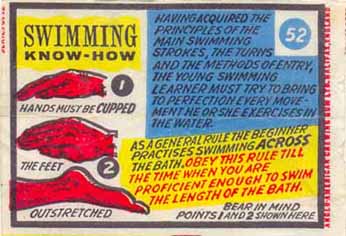 SWIMMING
KNOW-HOW
1
HANDS MUST BE CUPPED
2
THE FEET
OUTSTRETCHED
52
HAVING ACQUIRED THE
PRINCIPLES OF THE
MAIN SWIMMING
STROKES, THE TURNS
AND THE METHODS OF ENTRY,
THE YOUNG SWIMMING
LEARNER MUST TRY TO BRING
TO PERFECTION EVERY MOVE-
MENT HE OR SHE EXERCISES IN
THE WATER.
AS A GENERAL RULE THE BEGINNER
PRACTISES SWIMMING ACROSS
THE BATH. OBEY THIS RULE TILL
THE TIME WHEN YOU ARE
PROFICIENT ENOUGH TO SWIM
THE LENGTH OF THE BATH.
BEAR IN MIND
POINTS 1 AND 2 SHOWN HERE